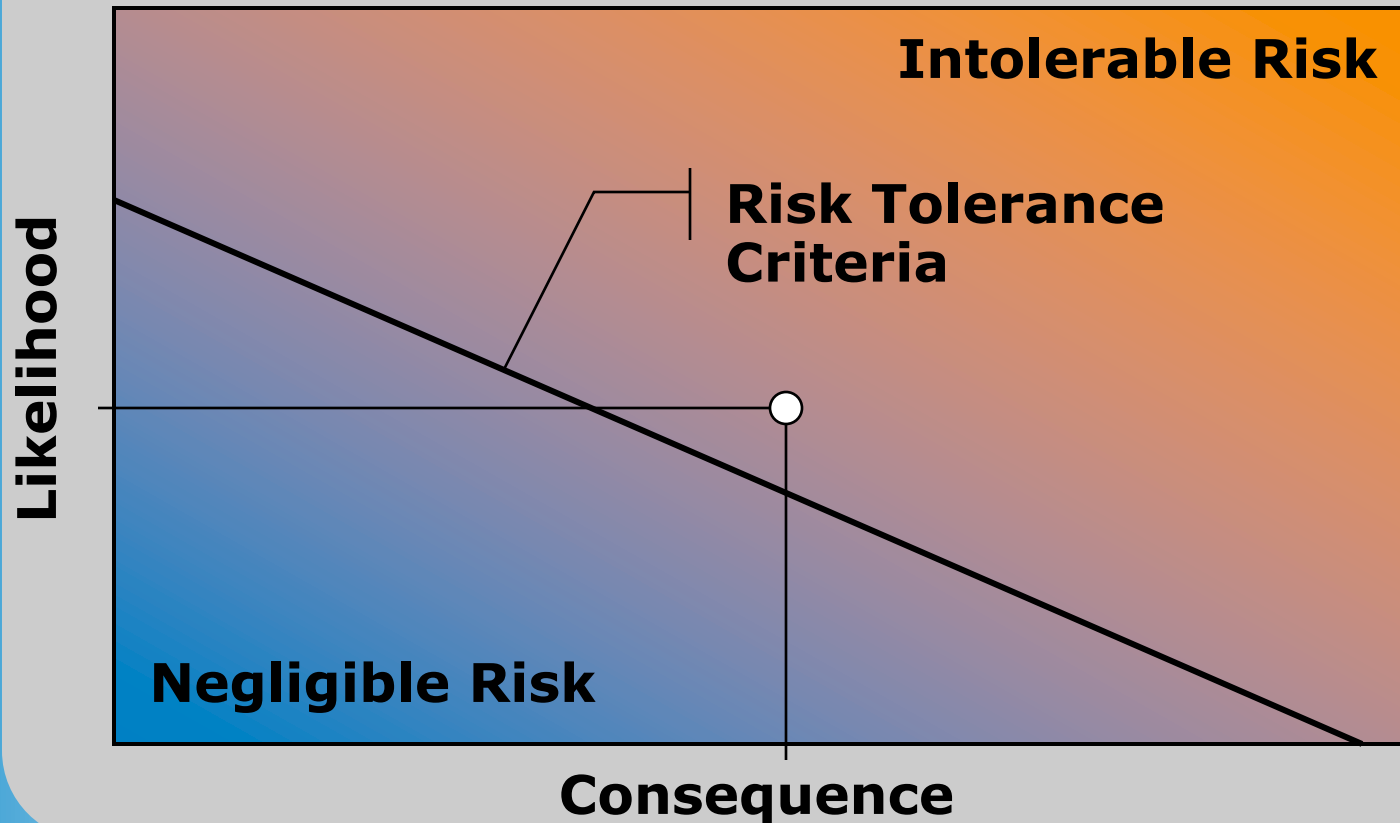 Intolerable Risk
Risk Tolerance
Criteria
Likelihood
Negligible Risk
Consequence